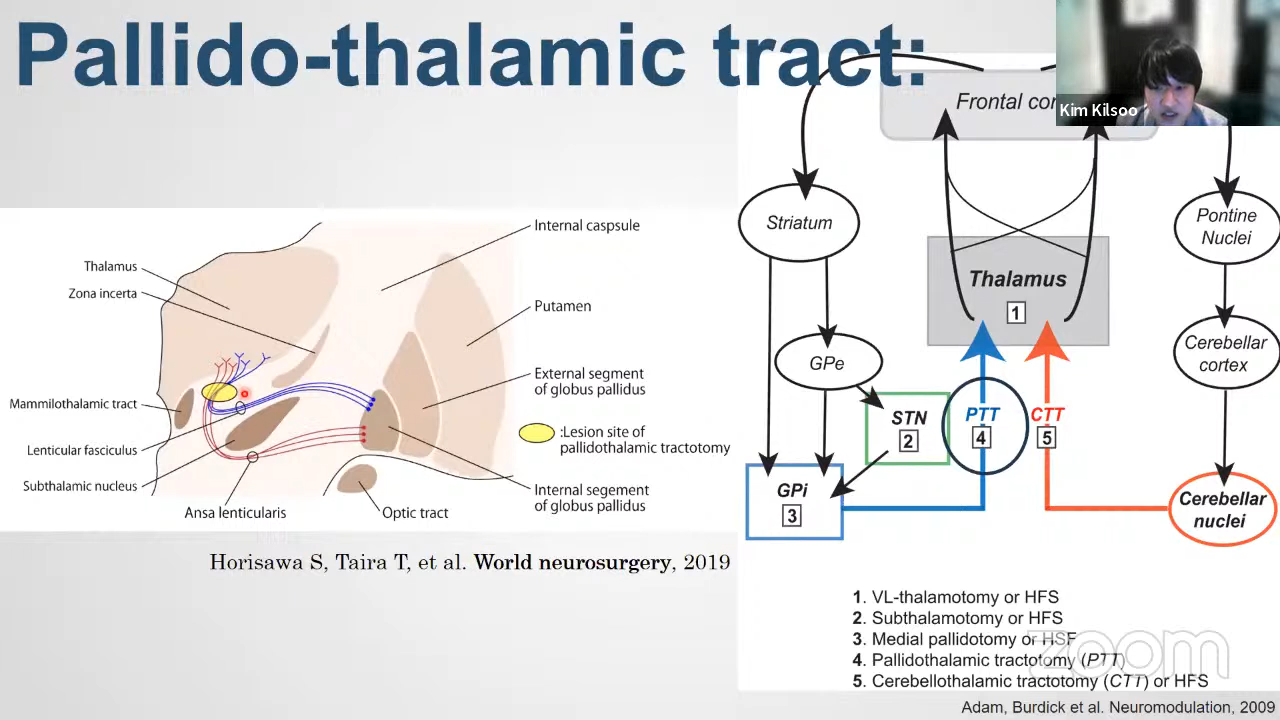 Pallido-thalamic tract:
Kim Kilsoo
Internal caspsule
Thalamus
Zona incerta
Putamen
External segment
of globus pallidus
Mammilothalamic tract
:Lesion site of
pallidothalamic tractotomy
Lenticular fasciculus
Subthalamic nucleus
Internal segement
of globus pallidus
Ansa lenticularis
Optic tract
Horisawa S, Taira T, et al. World neurosurgery, 2019
Frontal
Striatum
Pontine
Nuclei
Thalamus
1
GPe
Cerebellar
cortex
STN
2
PTT
4
CTT
5
GPi
3
Cerebellar
nuclei
1. VL-thalamotomy or HFS
2. Subthalamotomy or HFS
3. Medial pallidotomy or HSF
4. Pallidothalamic tractotomy (PTT)
5. Cerebellothalamic tractotomy (CTT) or HFS
zoom
Adam, Burdick et al. Neuromodulation, 2009